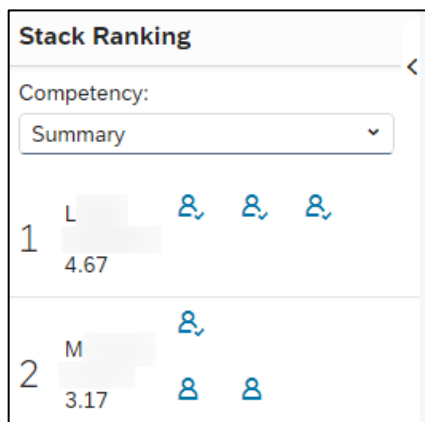 Stack Ranking
Competency:
Summary
1
L
4.67
2
M
3.17